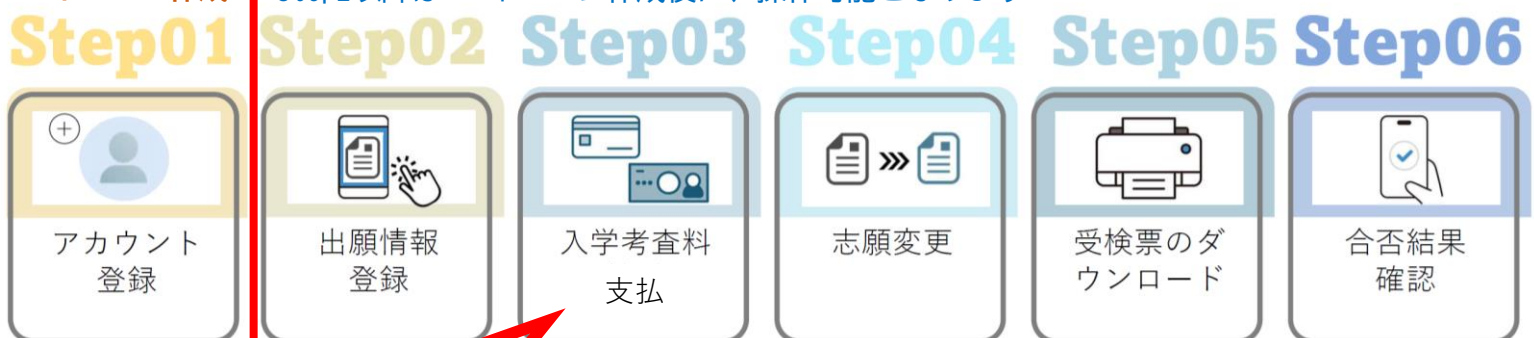 Step01 Step02 Step03 Step04 Step05 Step06
アカウント
登録
出願情報
登録
入学考査料
支払
志願変更
受検票のダ
ウンロード
合否結果
確認